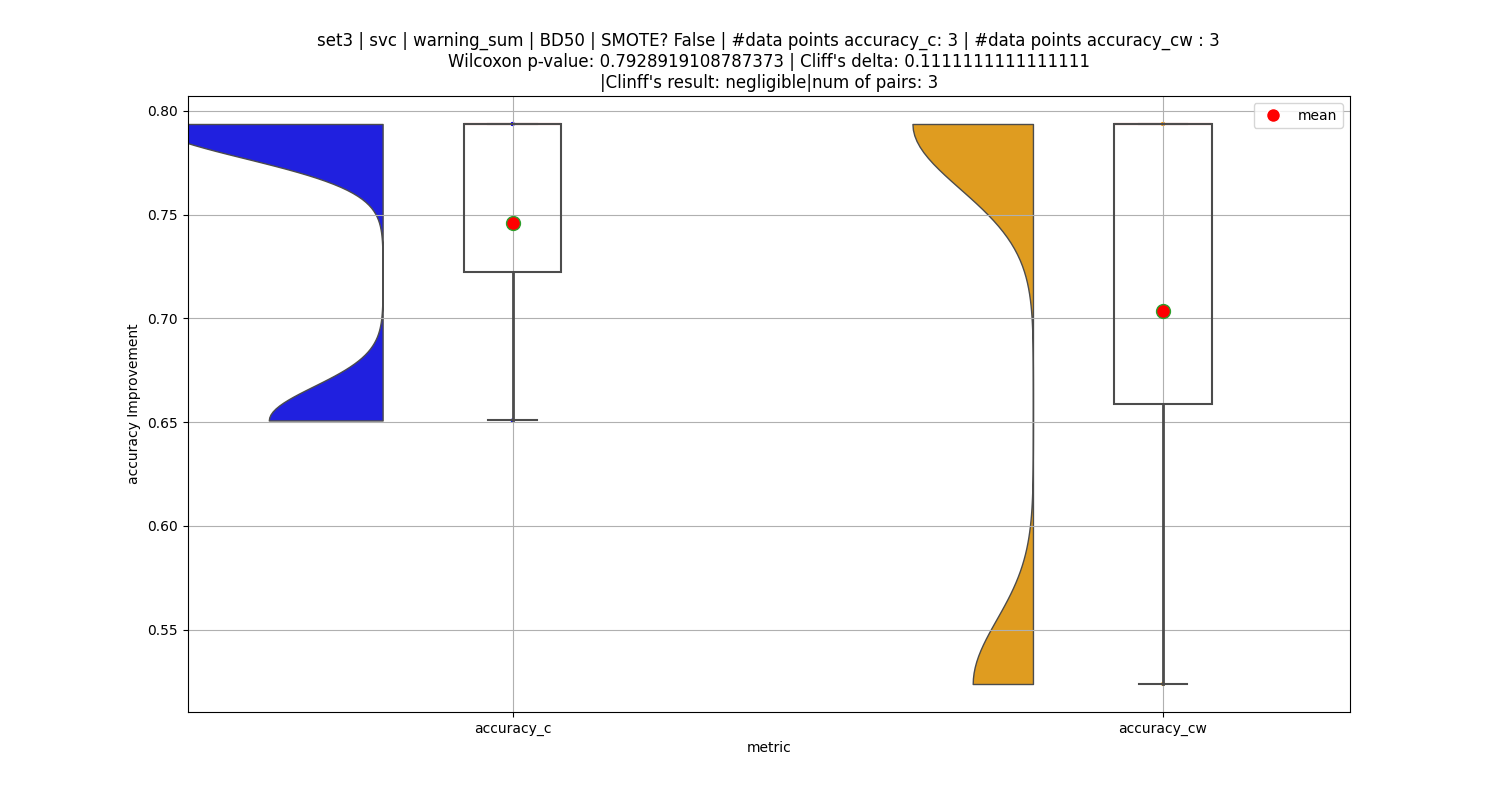 set3 | svc | warning_sum | BD50 | SMOTE? False | #data points accuracy_c: 3 | #data points accuracy_cw : 3
Wilcoxon p-value: 0.7928919108787373 | Cliff's delta: 0.1111111111111111
|Clinff's result: negligible|num of pairs: 3
mean
0.80
0.75
0.70
0.65
0.60
0.55
accuracy Improvement
accuracy_c
accuracy_cw
metric